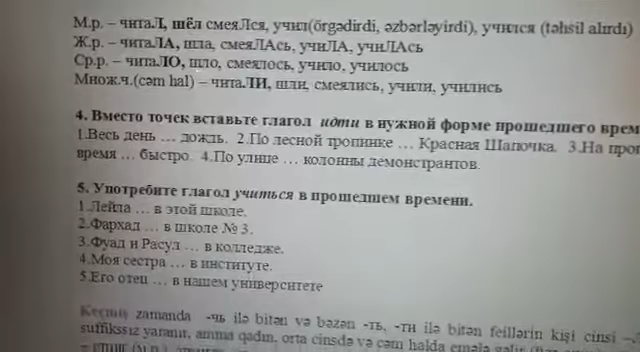 М.р. – читаЛ, шёл смеяЛся, учил(örgədirdi, əzbərləyirdi), учился (təhsil alırdı)
Ж.р. – читаЛА, шла, смеяЛАсь, учиЛА, учиЛАсь
Ср.р. – читаЛО, шло, смеялось, учило, училось
Множ.ч.(cəm hal) – читаЛИ, шли, смеялись, учили, учились
4. Вместо точек вставьте глагол идти в нужной форме прошедшего врем
1.Весь день … дождь. 2.По лесной тропинке … Красная Шапочка. 3.На
время … быстро. 4.По улице … колонны демонстрантов.
5. Употребите глагол учиться в прошедшем времени.
1.Лейла … в этой школе.
2.Фархад … в школе № 3.
3.Фуад и Расул … в колледже.
4.Моя сестра … в институте.
5.Его отец … в нашем университете
Keçmiş zamanda -чь ilə bitən və bəzən -ть, -ти ilə bitən feillərin kişi cinsi
suffikssiz yaranır, amma qadın, orta cinsdə və cəm halda əmələ gəlir